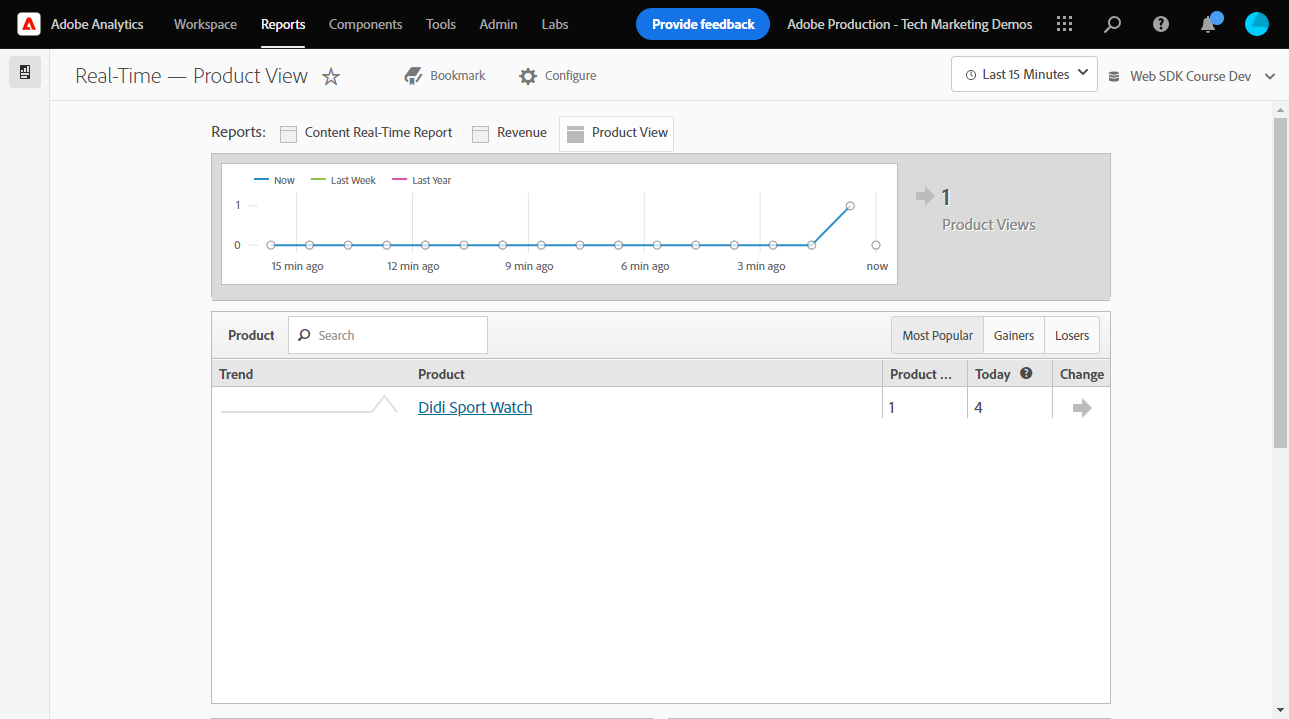 Adobe Analytics Workspace Reports Components Tools Admin Labs Provide feedback Adobe Production - Tech Marketing Demos
Real-Time — Product View Bookmark Configure Last 15 Minutes Web SDK Course Dev
Reports: Content Real-Time Report Revenue Product View
Now Last Week Last Year
1
0
15 min ago 12 min ago 9 min ago 6 min ago 3 min ago now
1
Product Views
Product Search Most Popular Gainers Losers
Trend Product Product ... Today Change
Didi Sport Watch 1 4